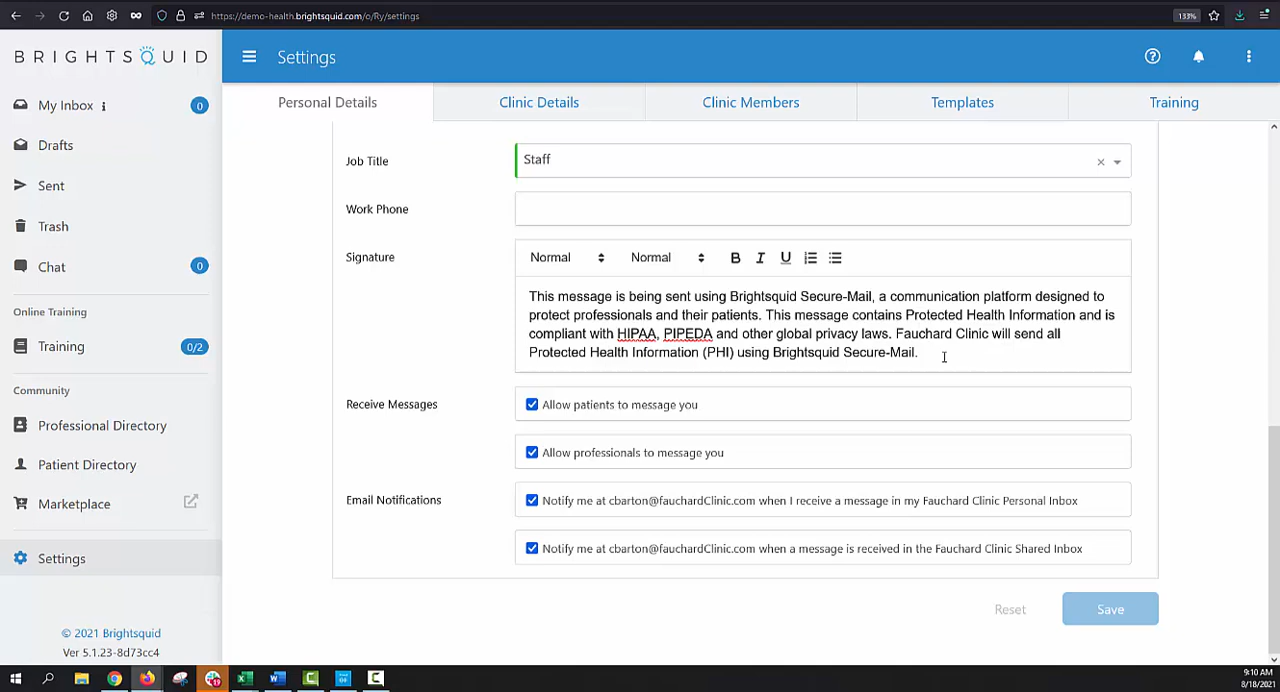 https://demo-health.brightsquid.com/o/Ry/settings
133%
BRIGHTSQUID
Settings
My Inbox
0
Drafts
Sent
Trash
Chat
0
Online Training
Training
0/2
Community
Professional Directory
Patient Directory
Marketplace
Settings
© 2021 Brightsquid
Ver 5.1.23-8d73cc4
Personal Details
Clinic Details
Clinic Members
Templates
Training
Job Title
Staff
Work Phone
Signature
Normal
Normal
B I U
This message is being sent using Brightsquid Secure-Mail, a communication platform designed to
protect professionals and their patients. This message contains Protected Health Information and is
compliant with HIPAA, PIPEDA and other global privacy laws. Fauchard Clinic will send all
Protected Health Information (PHI) using Brightsquid Secure-Mail.
Receive Messages
Allow patients to message you
Allow professionals to message you
Email Notifications
Notify me at cbarton@fauchardClinic.com when I receive a message in my Fauchard Clinic Personal Inbox
Notify me at cbarton@fauchardClinic.com when a message is received in the Fauchard Clinic Shared Inbox
Reset
Save
9:10 AM
8/18/2021